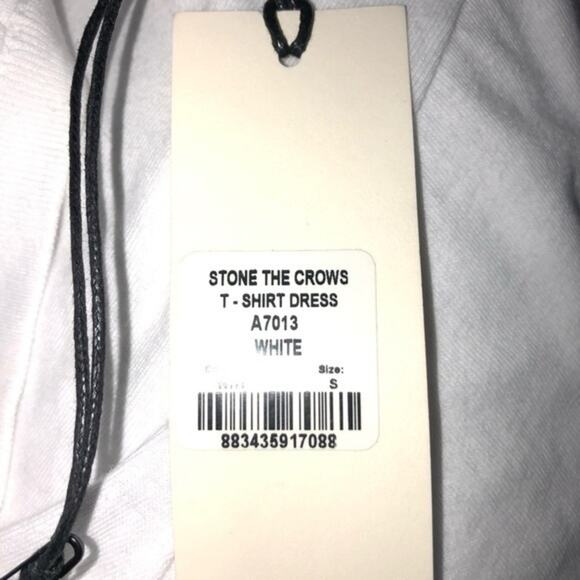 STONE THE CROWS
T - SHIRT DRESS
A7013
WHITE
Size:
S
883435917088